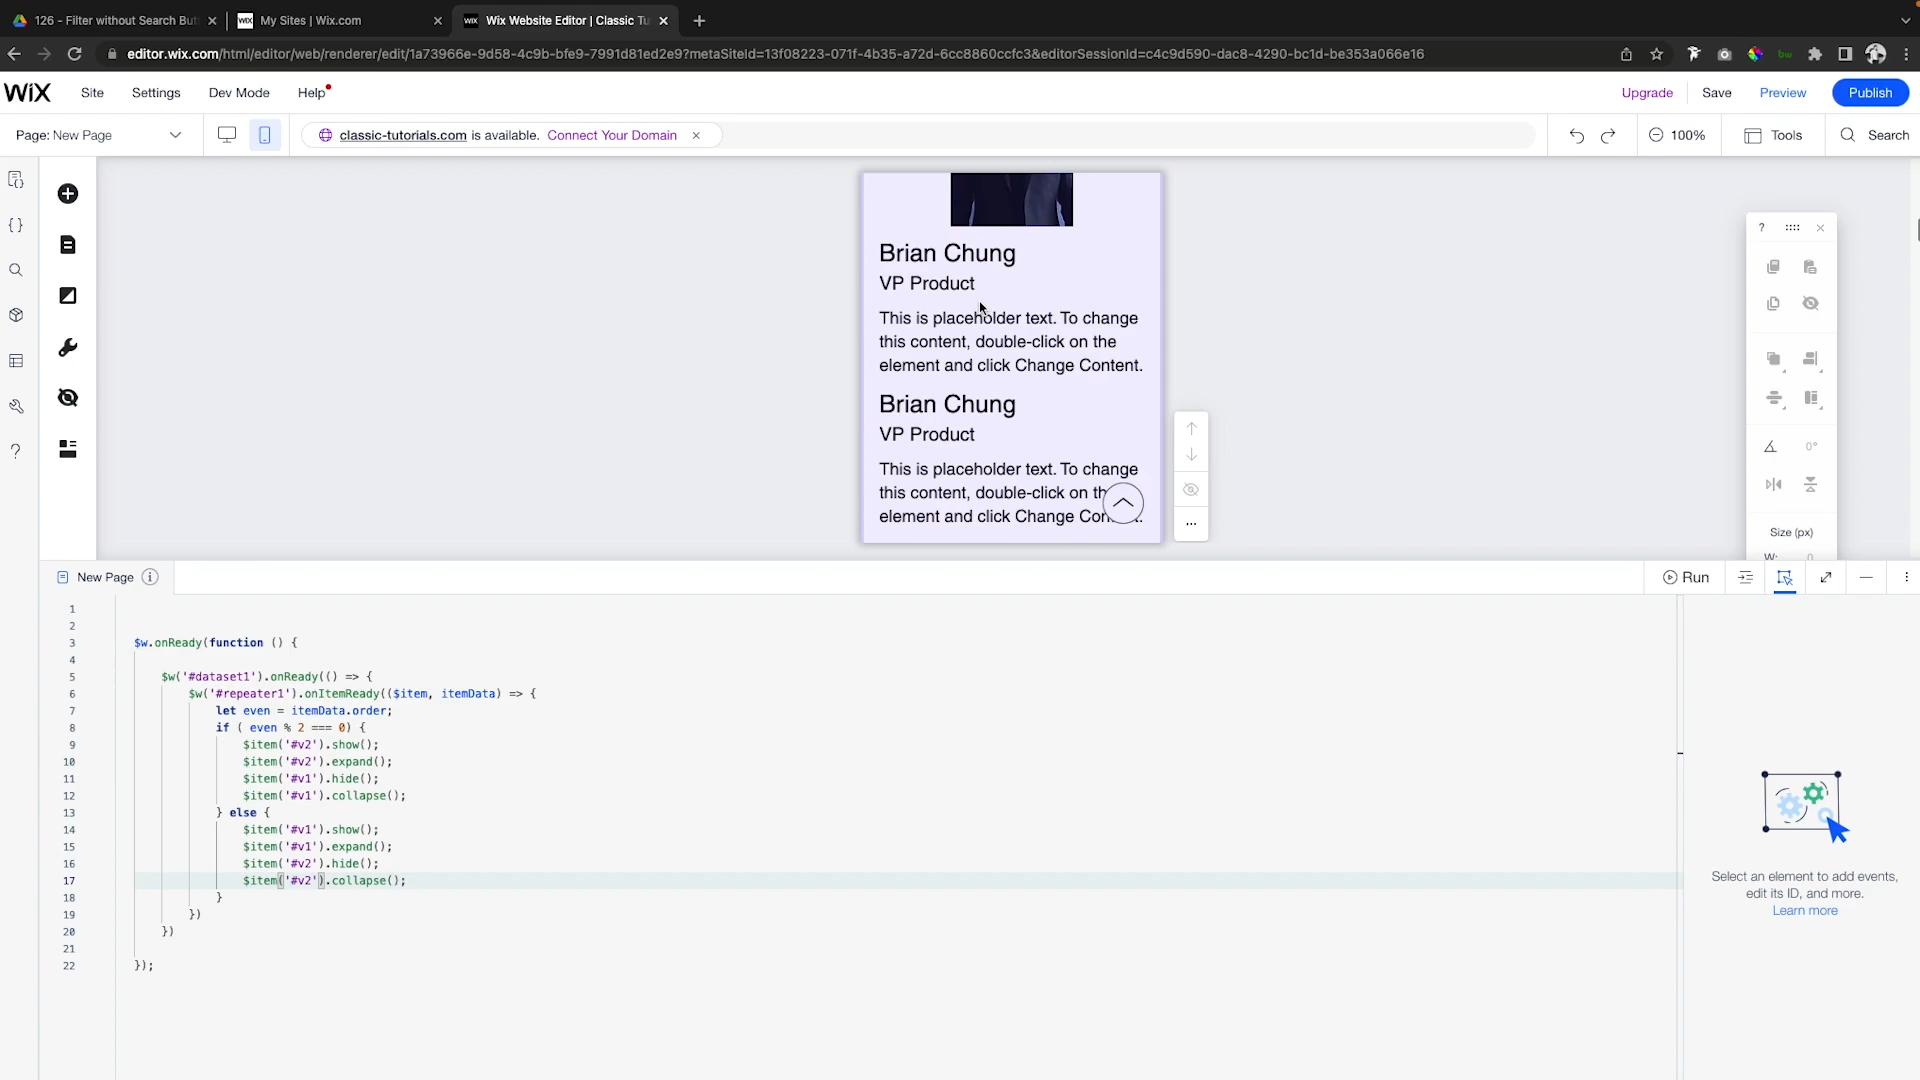 126 - Filter without Search But
My Sites | Wix.com
Wix Website Editor | Classic Tu
editor.wix.com/html/editor/web/renderer/edit/1a73966e-9d58-4c9b-bfe9-7991d81ed2e9?metaSiteId=13f08223-071f-4b35-a72d-6cc8860ccfc3&editorSessionId=c4c9d590-dac8-4290-bc1d-be353a066e16
WiX Site Settings Dev Mode Help Upgrade Save Preview Publish
Page: New Page classic-tutorials.com is available. Connect Your Domain 100% Tools Search
Brian Chung
VP Product
This is placeholder text. To change
this content, double-click on the
element and click Change Content.
Brian Chung
VP Product
This is placeholder text. To change
this content, double-click on th
element and click Change Con
0°
Size (px)
W: 0
New Page Run
1
2
3 $w.onReady(function () {
4
5 $w('#dataset1').onReady(() => {
6 $w('#repeater1').onItemReady(($item, itemData) => {
7 let even = itemData.order;
8 if ( even % 2 === 0) {
9 $item('#v2').show();
10 $item('#v2').expand();
11 $item('#v1').hide();
12 $item('#v1').collapse();
13 } else {
14 $item('#v1').show();
15 $item('#v1').expand();
16 $item('#v2').hide();
17 $item('#v2').collapse();
18 }
19 })
20 })
21
22 });
Select an element to add events,
edit its ID, and more.
Learn more